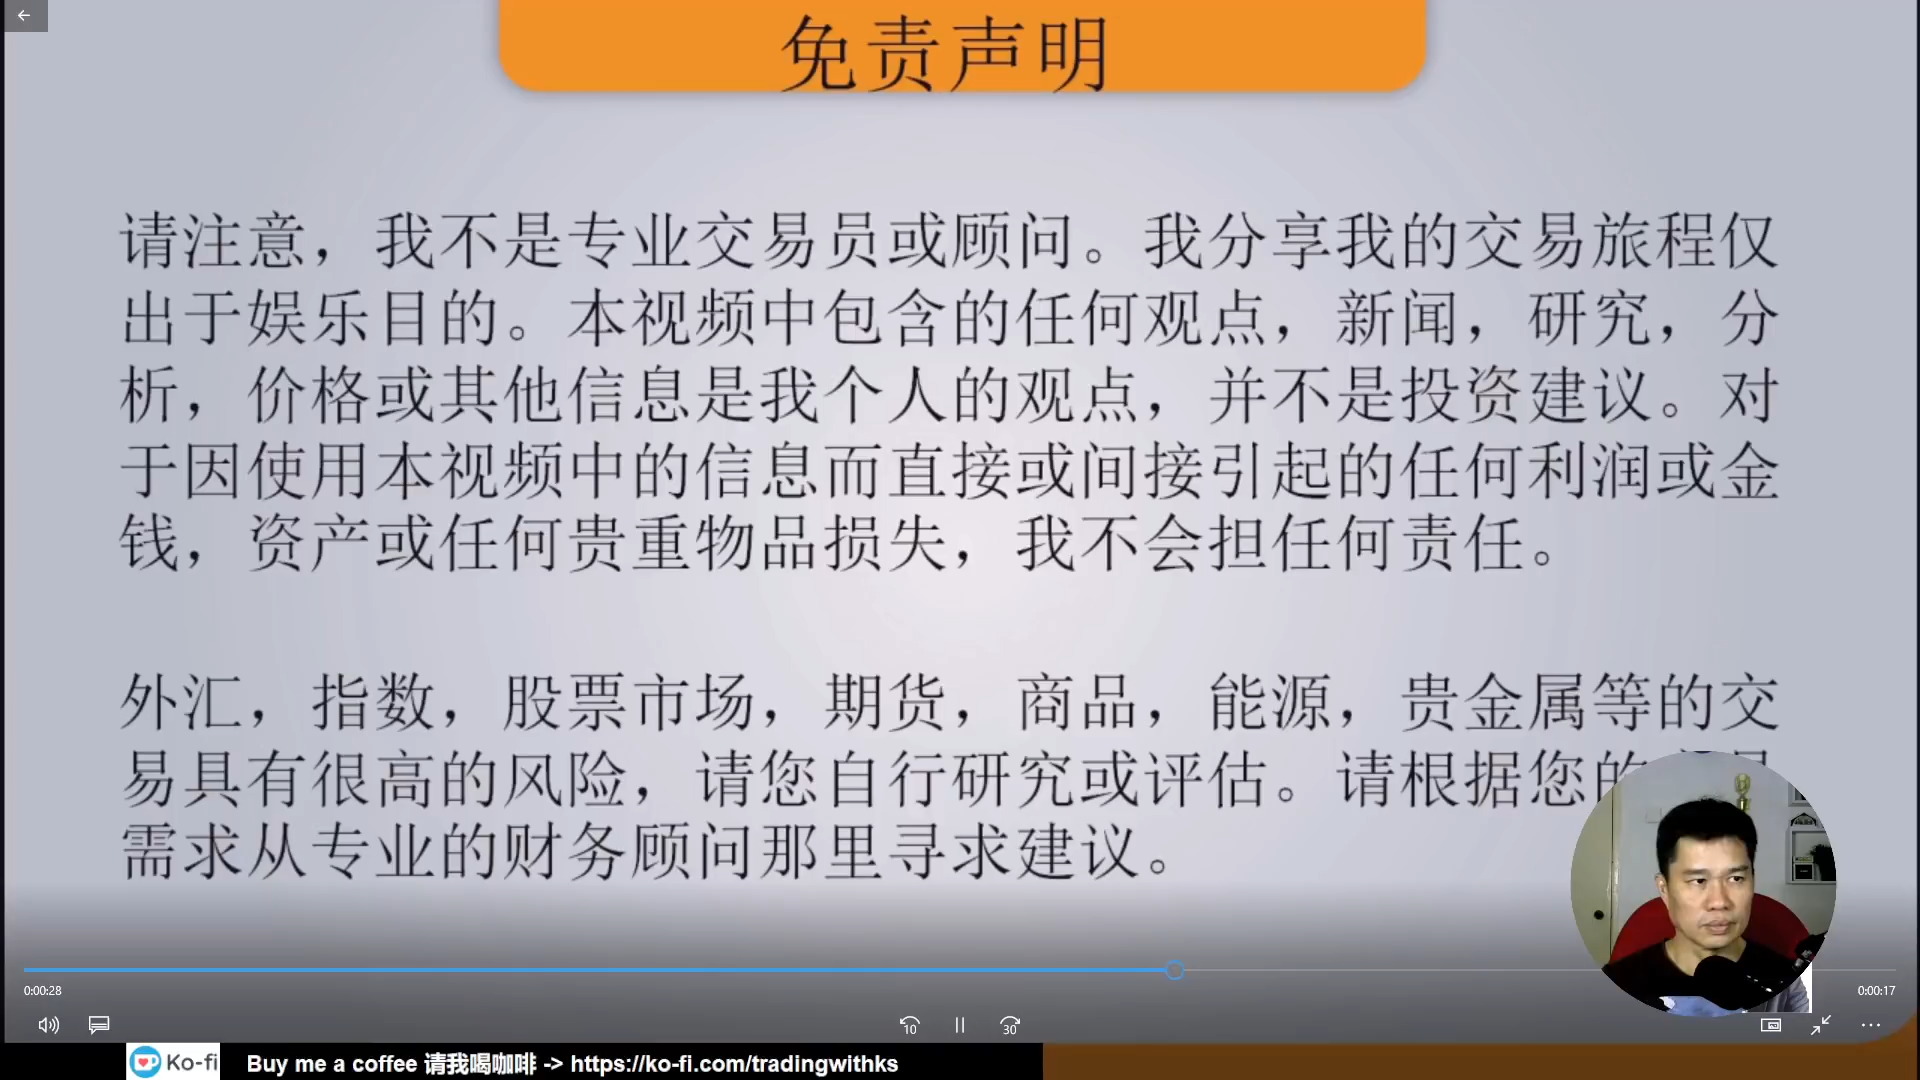 免责声明
请注意，我不是专业交易员或顾问。我分享我的交易旅程仅
出于娱乐目的。本视频中包含的任何观点，新闻，研究，分
析，价格或其他信息是我个人的观点，并不是投资建议。对
于因使用本视频中的信息而直接或间接引起的任何利润或金
钱，资产或任何贵重物品损失，我不会担任何责任。
外汇，指数，股票市场，期货，商品，能源，贵金属等的交
易具有很高的风险，请您自行研究或评估。请根据您的
需求从专业的财务顾问那里寻求建议。
0:00:28
0:00:17
10
30
Ko-fi
Buy me a coffee 请我喝咖啡 -> https://ko-fi.com/tradingwithks